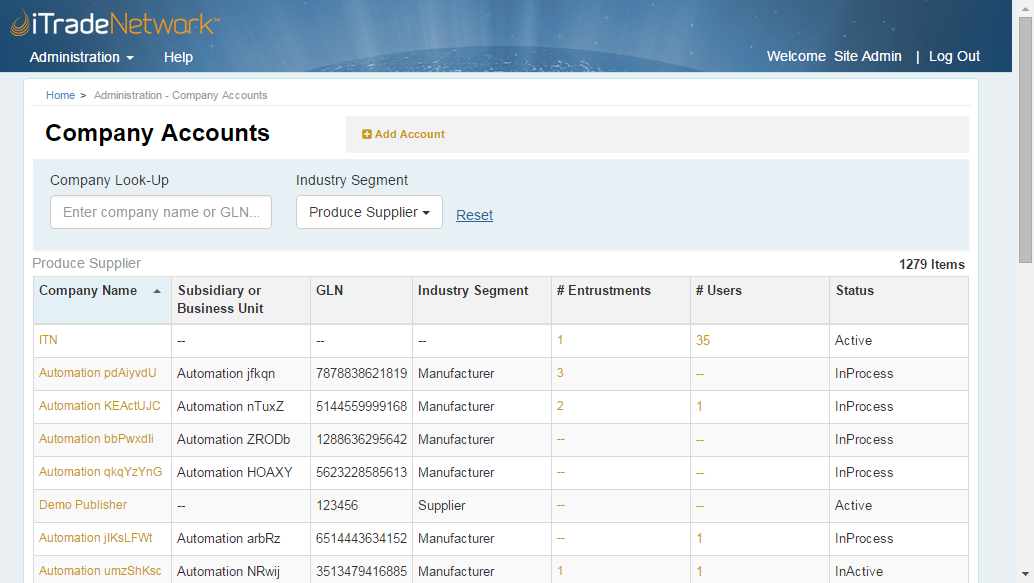 iTradeNetwork™
Administration Help Welcome Site Admin | Log Out
Home > Administration - Company Accounts
Company Accounts Add Account
Company Look-Up Industry Segment
Enter company name or GLN... Produce Supplier Reset
Produce Supplier 1279 Items
Company Name Subsidiary or Business Unit GLN Industry Segment # Entrustments # Users Status
ITN -- -- -- 1 35 Active
Automation pdAiyvdU Automation jfkqn 7878838621819 Manufacturer 3 -- InProcess
Automation KEActUJC Automation nTuxZ 5144559999168 Manufacturer 2 1 InProcess
Automation bbPwxdIi Automation ZRODb 1288636295642 Manufacturer -- -- InProcess
Automation qkqYzYnG Automation HOAXY 5623228585613 Manufacturer -- -- InProcess
Demo Publisher -- 123456 Supplier -- -- Active
Automation jlKsLFWt Automation arbRz 6514443634152 Manufacturer -- 1 InProcess
Automation umzShKsc Automation NRwij 3513479416885 Manufacturer 1 1 InActive